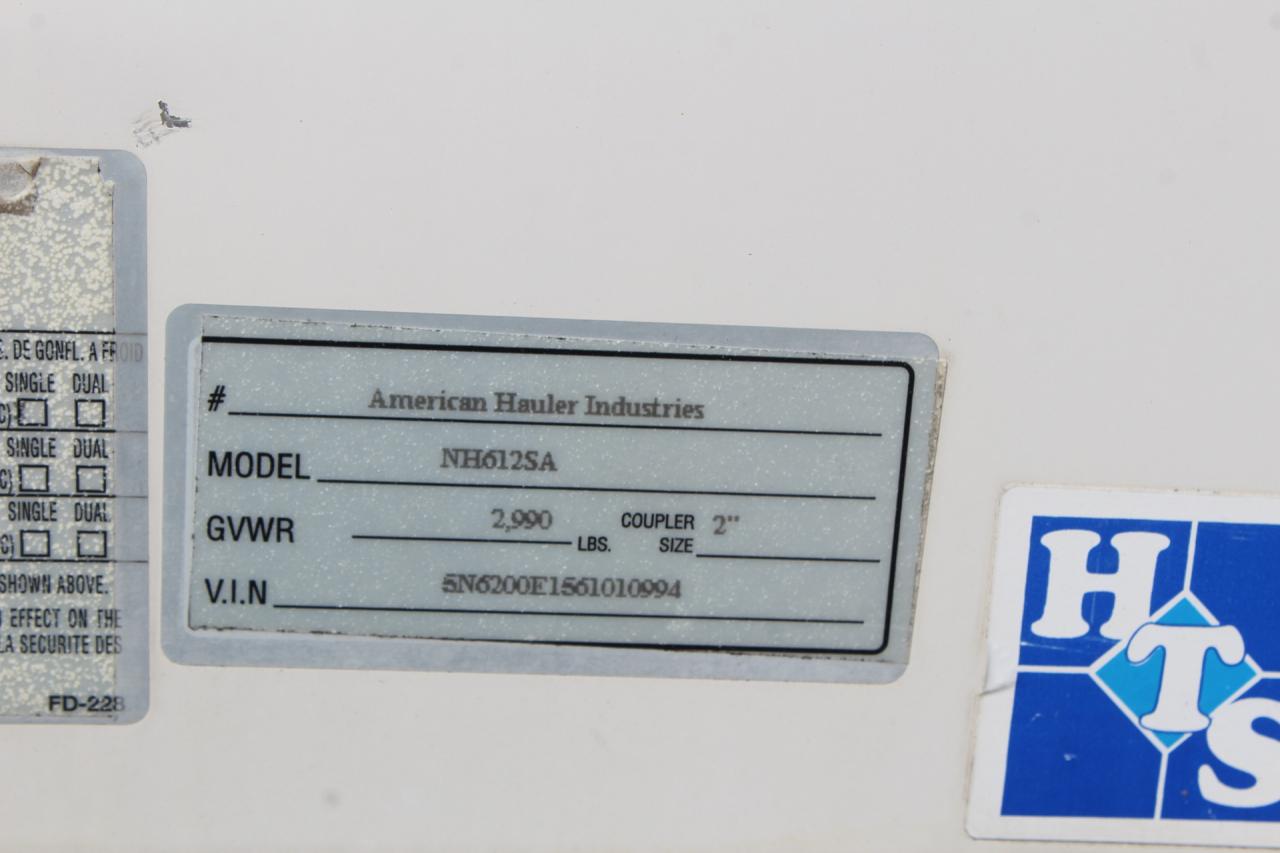 . DE GONFL. A FROID
SINGLE DUAL
C)
SINGLE DUAL
C)
SINGLE DUAL
C)
SHOWN ABOVE.
EFFECT ON THE
LA SECURITE DES
FD-228
# American Hauler Industries
MODEL NH612SA
GVWR 2,990 LBS. COUPLER SIZE 2"
V.I.N 5N6200E1561010994
HTS